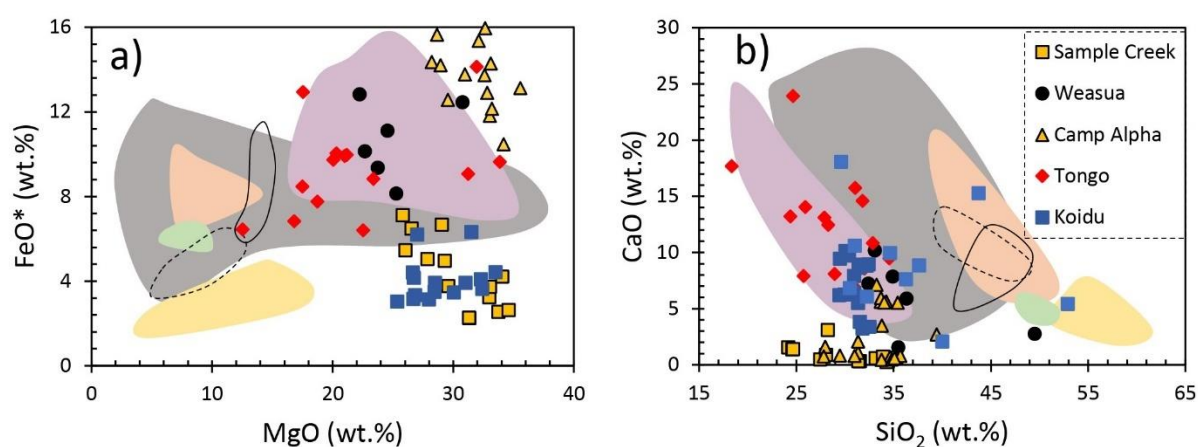 a)
FeO* (wt.%)
16
12
8
4
0
0 10 20 30 40
MgO (wt.%)
b)
CaO (wt.%)
30
25
20
15
10
5
0
15 25 35 45 55 65
SiO₂ (wt.%)
Sample Creek
Weasua
Camp Alpha
Tongo
Koidu